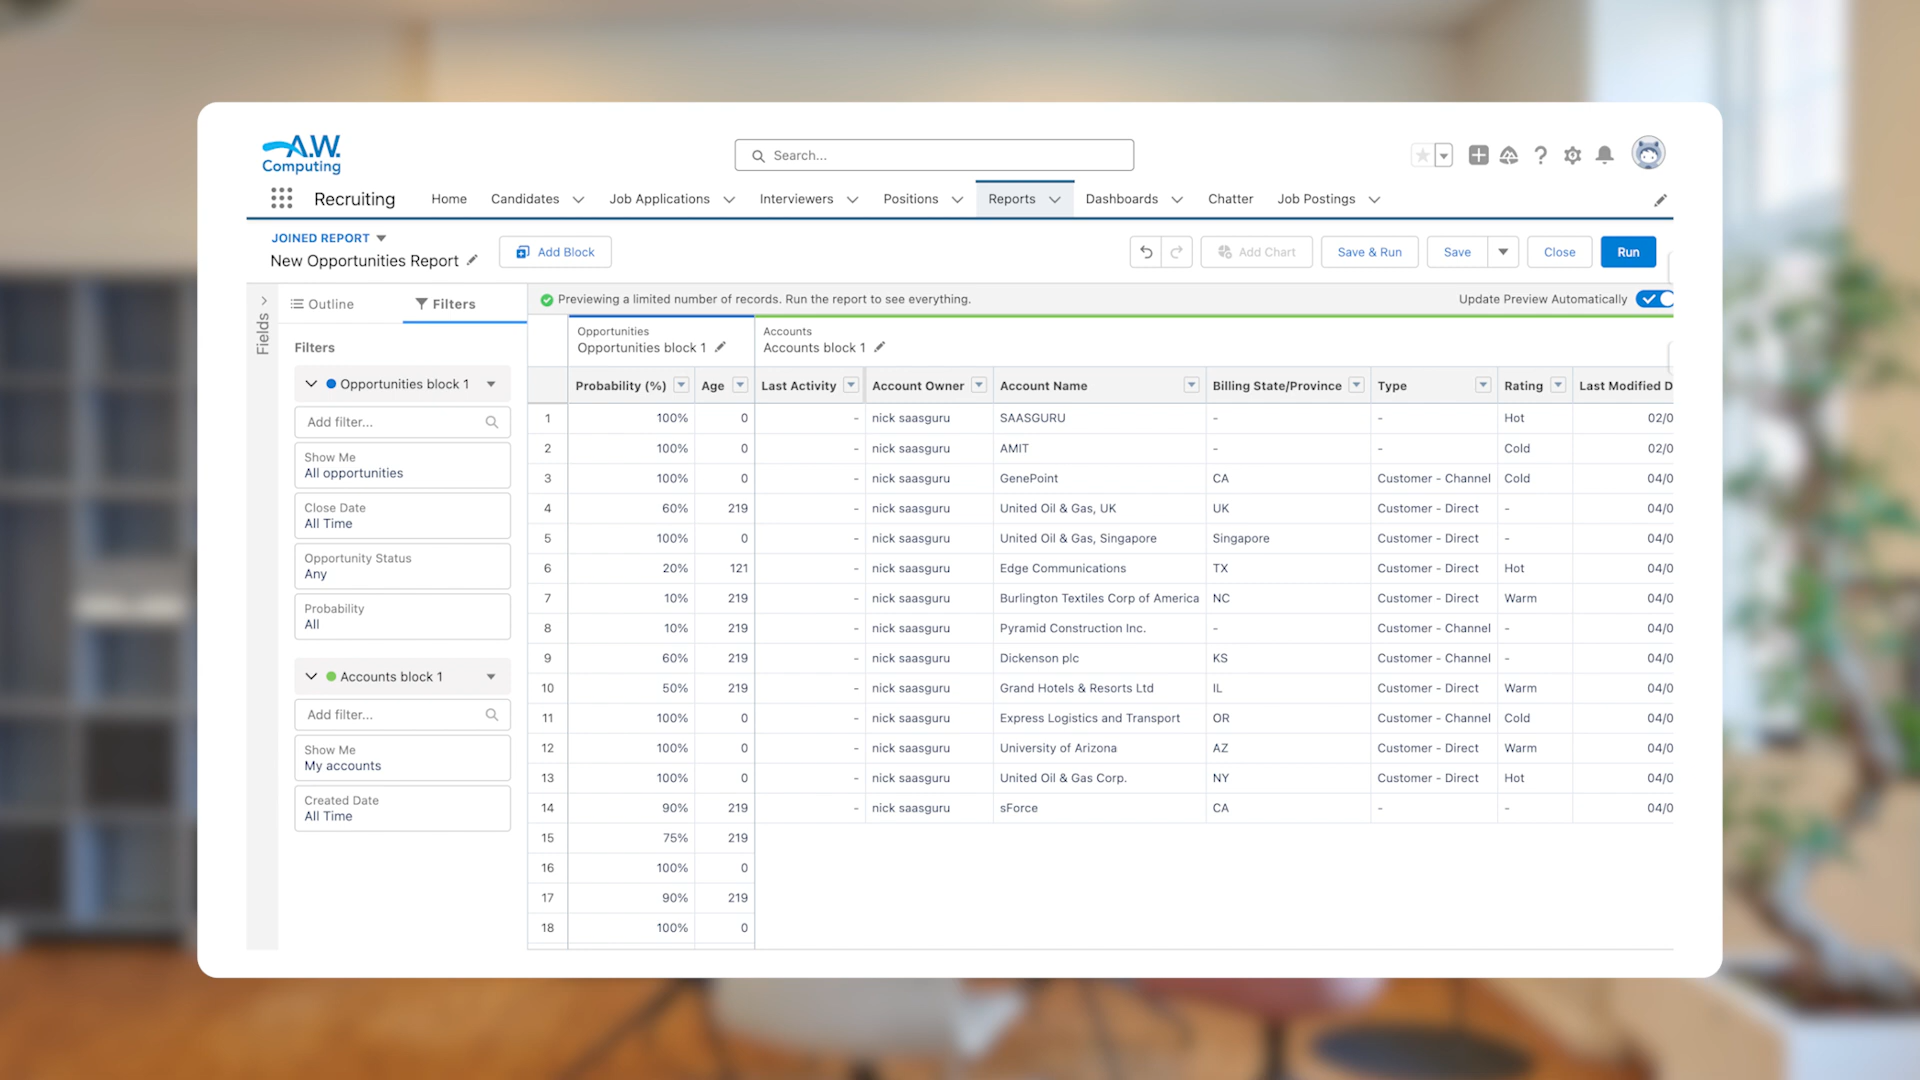 A.W.
Computing
Search...
Recruiting
Home
Candidates
Job Applications
Interviewers
Positions
Reports
Dashboards
Chatter
Job Postings
JOINED REPORT
New Opportunities Report
Add Block
Add Chart
Save & Run
Save
Close
Run
Fields
Outline
Filters
Previewing a limited number of records. Run the report to see everything.
Update Preview Automatically
Filters
Opportunities block 1
Add filter...
Show Me
All opportunities
Close Date
All Time
Opportunity Status
Any
Probability
All
Accounts block 1
Add filter...
Show Me
My accounts
Created Date
All Time
Opportunities
Opportunities block 1
Accounts
Accounts block 1
Probability (%) Age Last Activity Account Owner Account Name Billing State/Province Type Rating Last Modified D
1 100% 0 - nick saasguru SAASGURU - - Hot 02/0
2 100% 0 - nick saasguru AMIT - - Cold 02/0
3 100% 0 - nick saasguru GenePoint CA Customer - Channel Cold 04/0
4 60% 219 - nick saasguru United Oil & Gas, UK UK Customer - Direct - 04/0
5 100% 0 - nick saasguru United Oil & Gas, Singapore Singapore Customer - Direct - 04/0
6 20% 121 - nick saasguru Edge Communications TX Customer - Direct Hot 04/0
7 10% 219 - nick saasguru Burlington Textiles Corp of America NC Customer - Direct Warm 04/0
8 10% 219 - nick saasguru Pyramid Construction Inc. - Customer - Channel - 04/0
9 60% 219 - nick saasguru Dickenson plc KS Customer - Channel - 04/0
10 50% 219 - nick saasguru Grand Hotels & Resorts Ltd IL Customer - Direct Warm 04/0
11 100% 0 - nick saasguru Express Logistics and Transport OR Customer - Channel Cold 04/0
12 100% 0 - nick saasguru University of Arizona AZ Customer - Direct Warm 04/0
13 100% 0 - nick saasguru United Oil & Gas Corp. NY Customer - Direct Hot 04/0
14 90% 219 - nick saasguru sForce CA - - 04/0
15 75% 219
16 100% 0
17 90% 219
18 100% 0